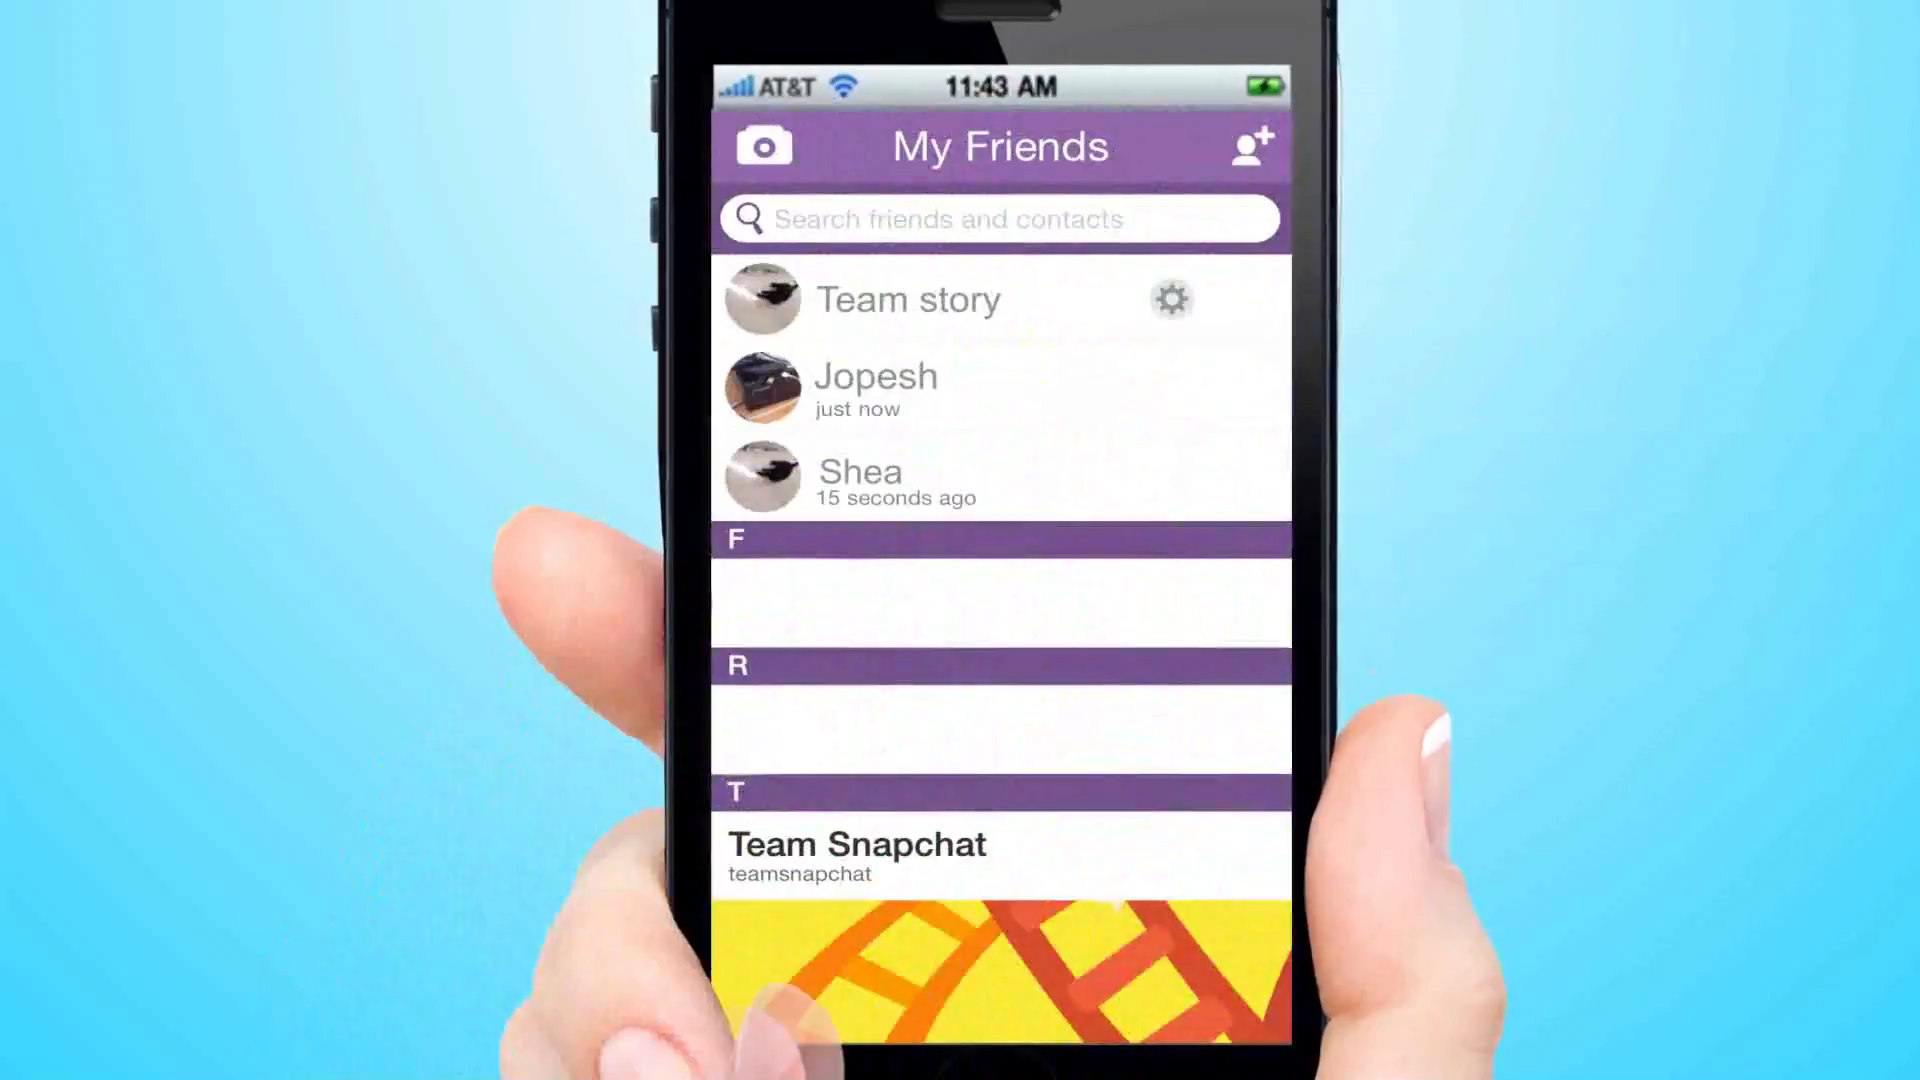 AT&T 11:43 AM
My Friends
Search friends and contacts
Team story
Jopesh
just now
Shea
15 seconds ago
F
R
T
Team Snapchat
teamsnapchat